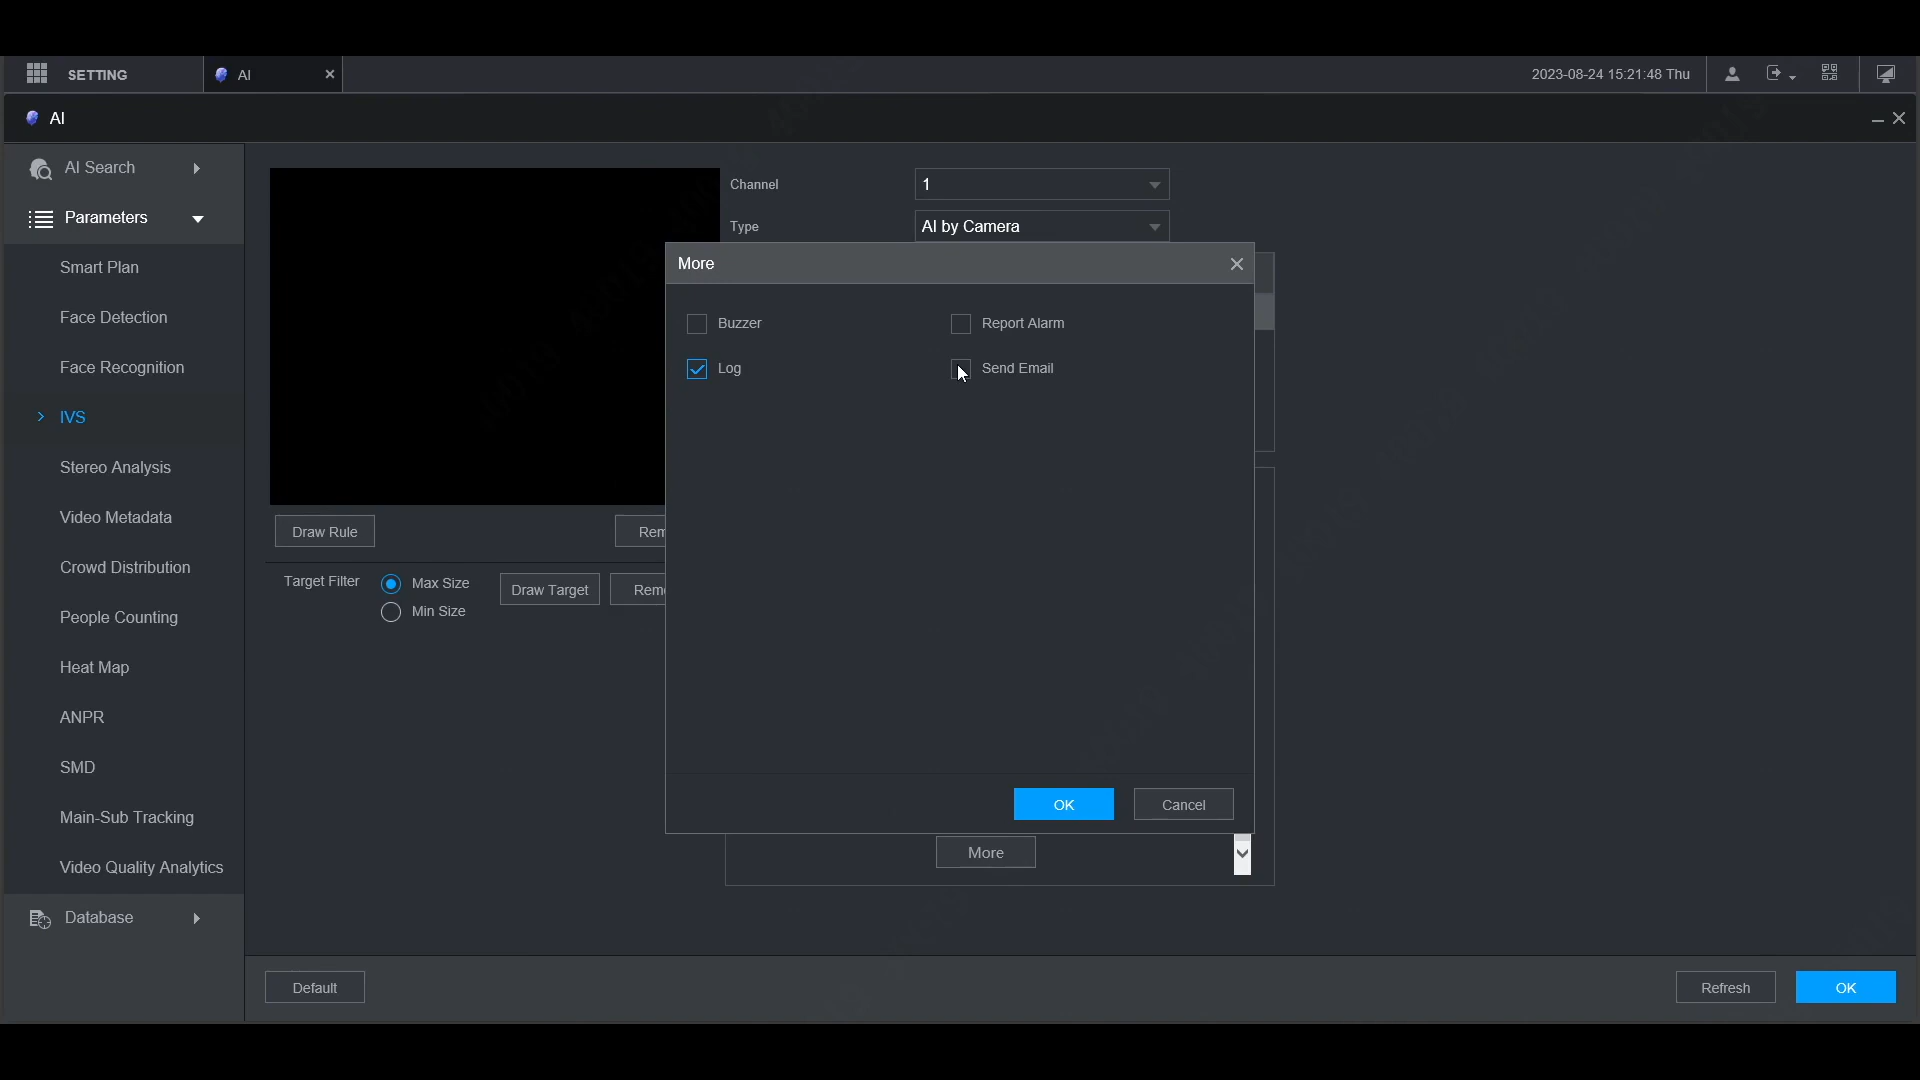 SETTING
AI
2023-08-24 15:21:48 Thu
AI
AI Search
Parameters
Smart Plan
Face Detection
Face Recognition
IVS
Stereo Analysis
Video Metadata
Crowd Distribution
People Counting
Heat Map
ANPR
SMD
Main-Sub Tracking
Video Quality Analytics
Database
Channel
1
Type
AI by Camera
More
Buzzer
Report Alarm
Log
Send Email
OK
Cancel
Draw Rule
Rem
Target Filter
Max Size
Min Size
Draw Target
Rem
More
Default
Refresh
OK